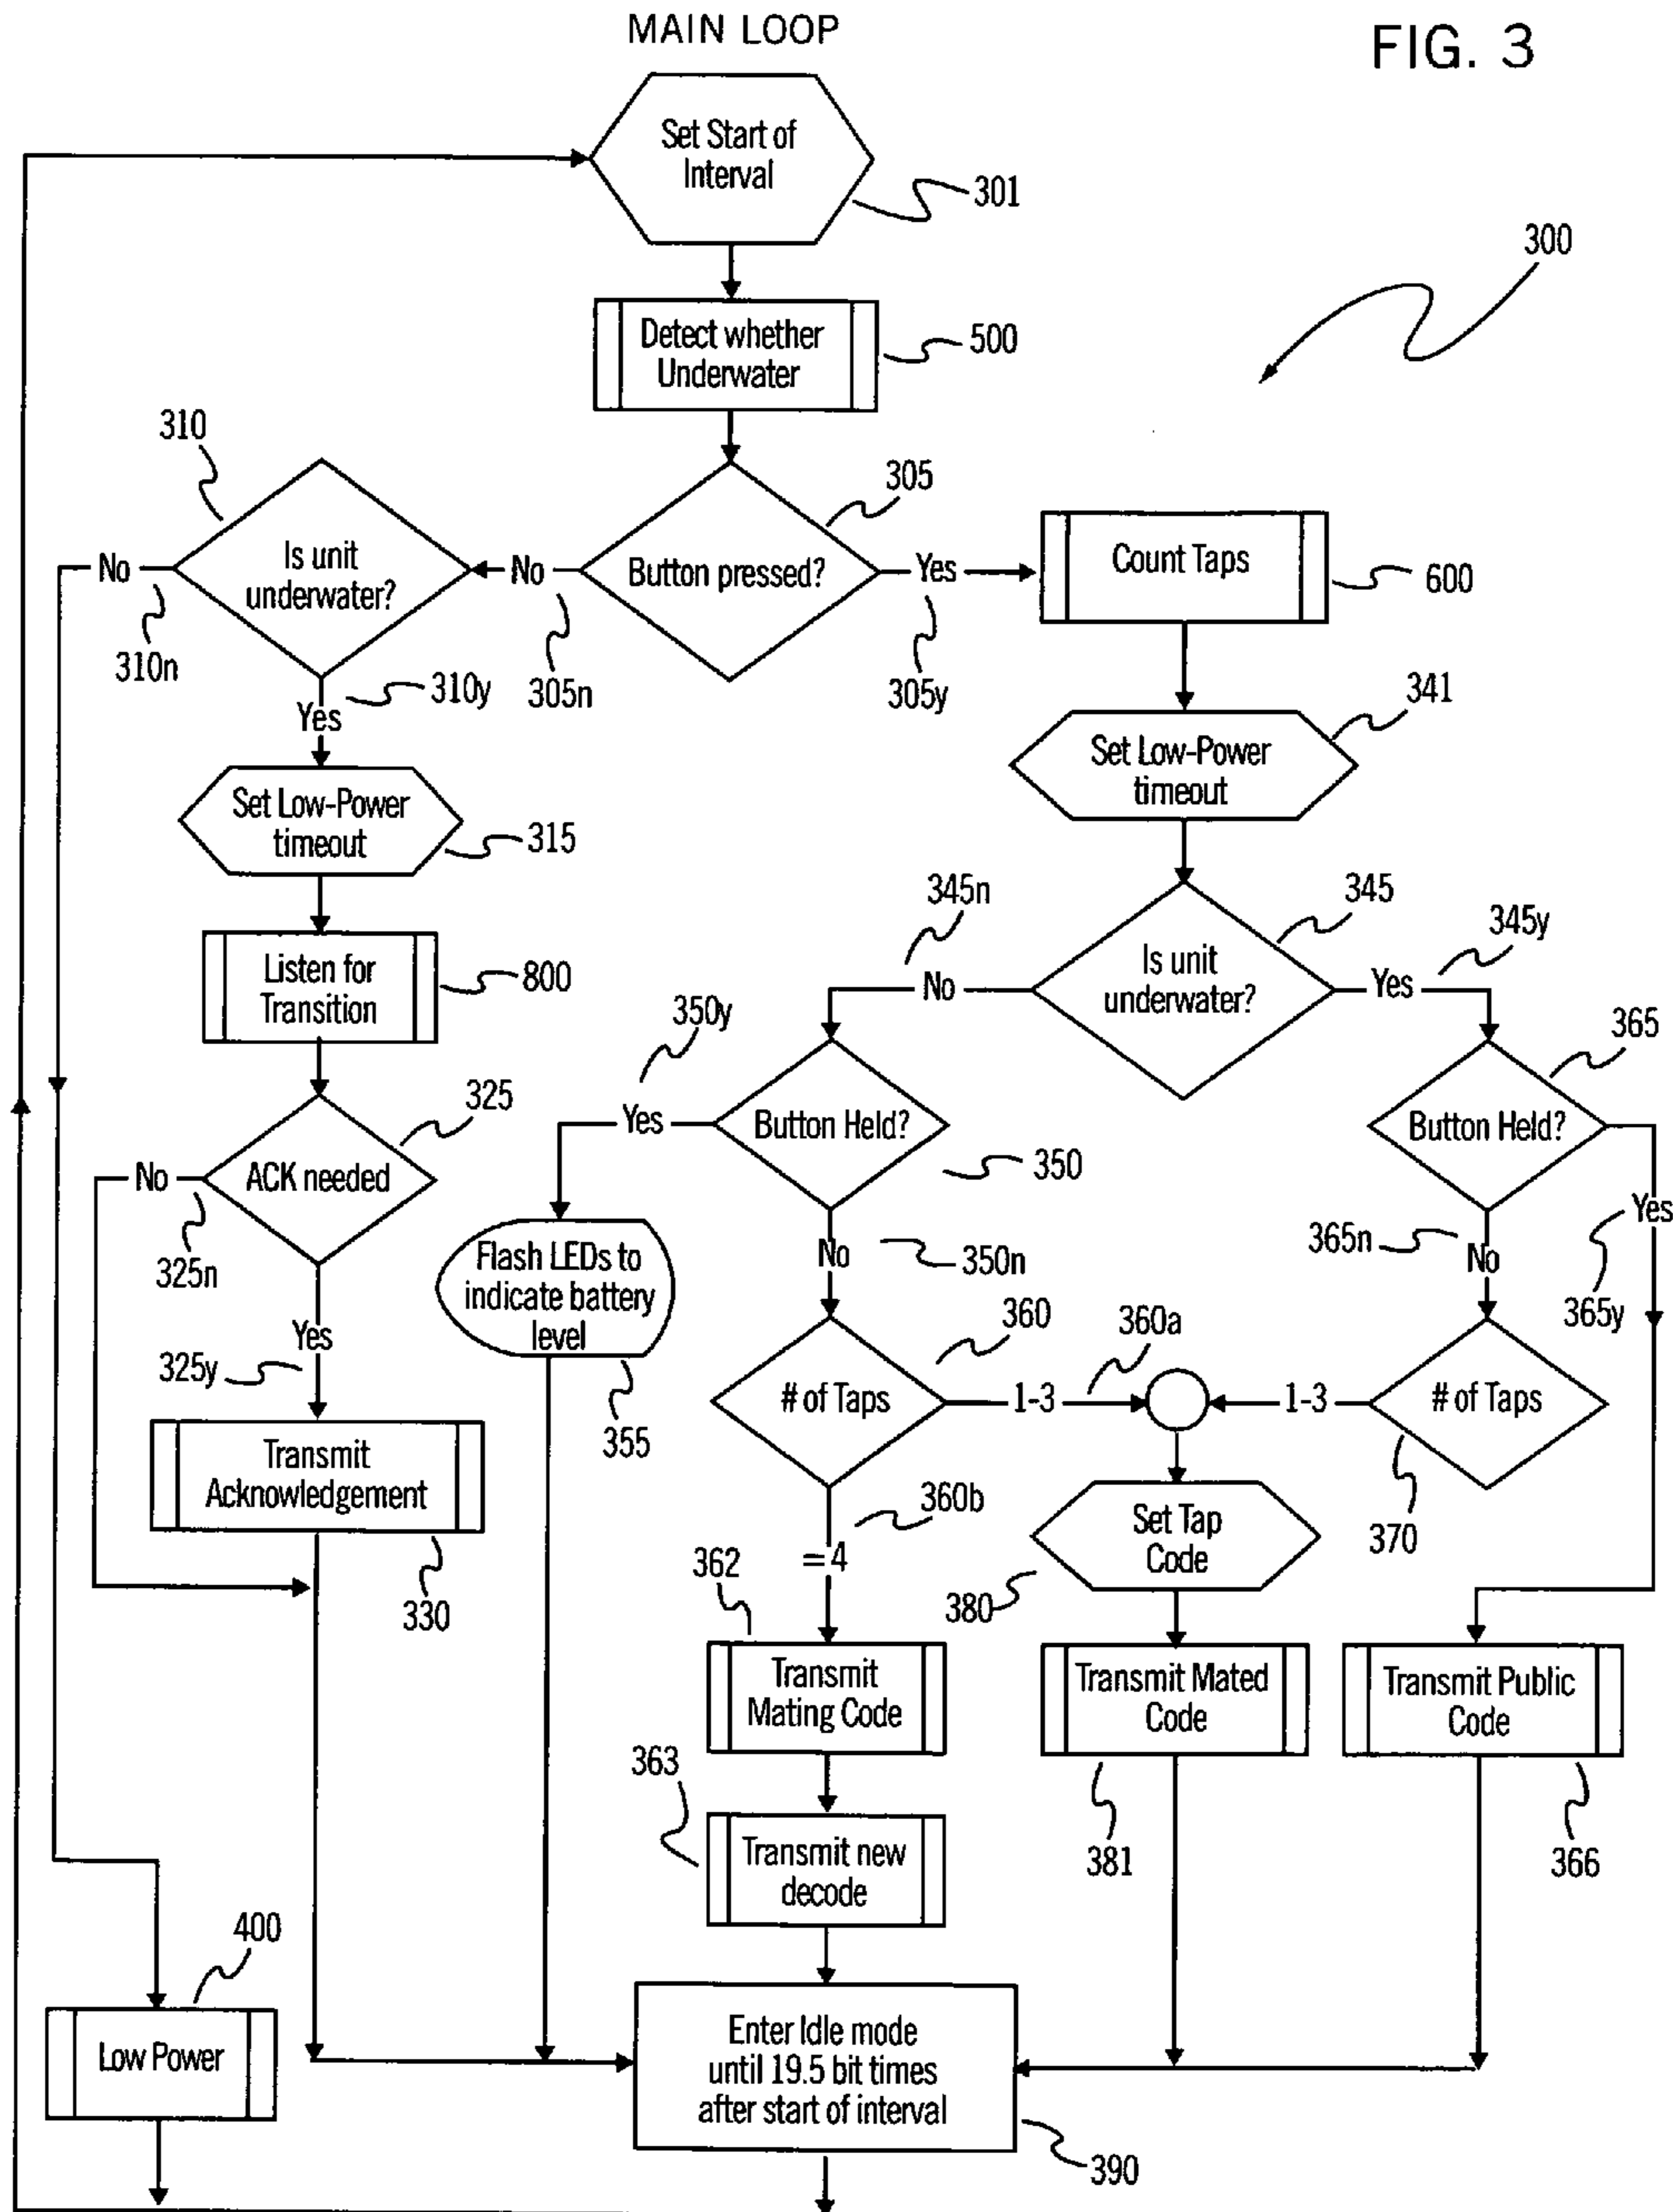 MAIN LOOP
FIG. 3
Set Start of
Interval
301
300
Detect whether
Underwater
500
310
305
Is unit
underwater?
No
No
Button pressed?
Yes
Count Taps
600
310n
310y
305n
305y
Yes
341
Set Low-Power
timeout
Set Low-Power
timeout
315
345n
345
345y
Listen for
Transition
800
No
Is unit
underwater?
Yes
350y
365
325
Yes
Button Held?
350
Button Held?
No
ACK needed
Yes
325n
Flash LEDs to
indicate battery
level
No
350n
365n
No
365y
Yes
325y
360
360a
# of Taps
1-3
1-3
# of Taps
355
Transmit
Acknowledgement
330
360b
=4
Set Tap
Code
370
362
380
Transmit
Mating Code
Transmit Mated
Code
Transmit Public
Code
363
Transmit new
decode
381
366
400
Low Power
Enter Idle mode
until 19.5 bit times
after start of interval
390